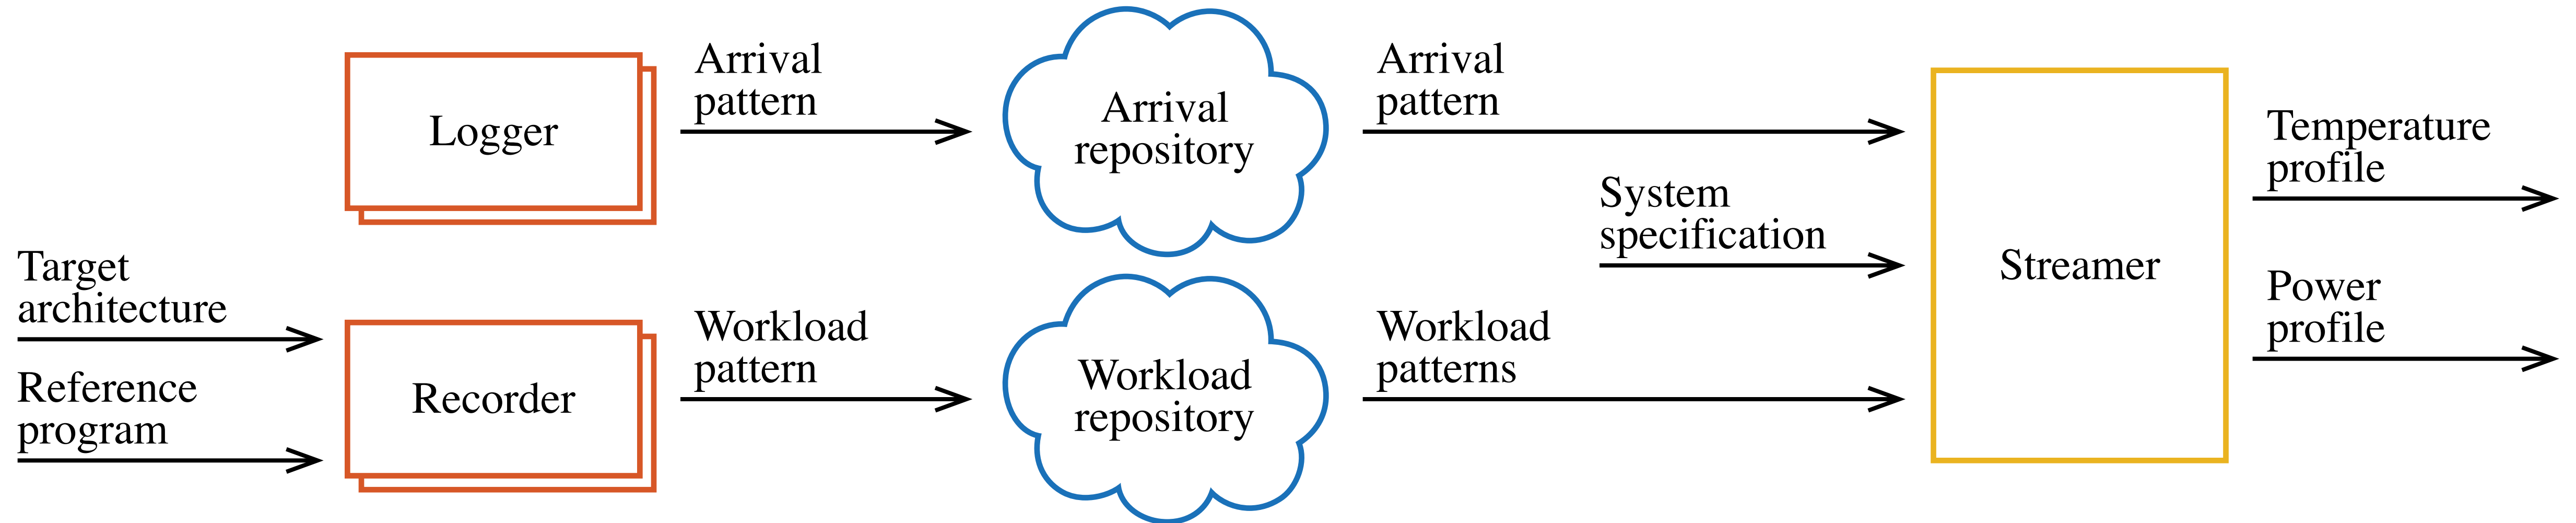 Logger
Arrival
pattern
Arrival
repository
Arrival
pattern
System
specification
Streamer
Temperature
profile
Power
profile
Target
architecture
Reference
program
Recorder
Workload
pattern
Workload
repository
Workload
patterns